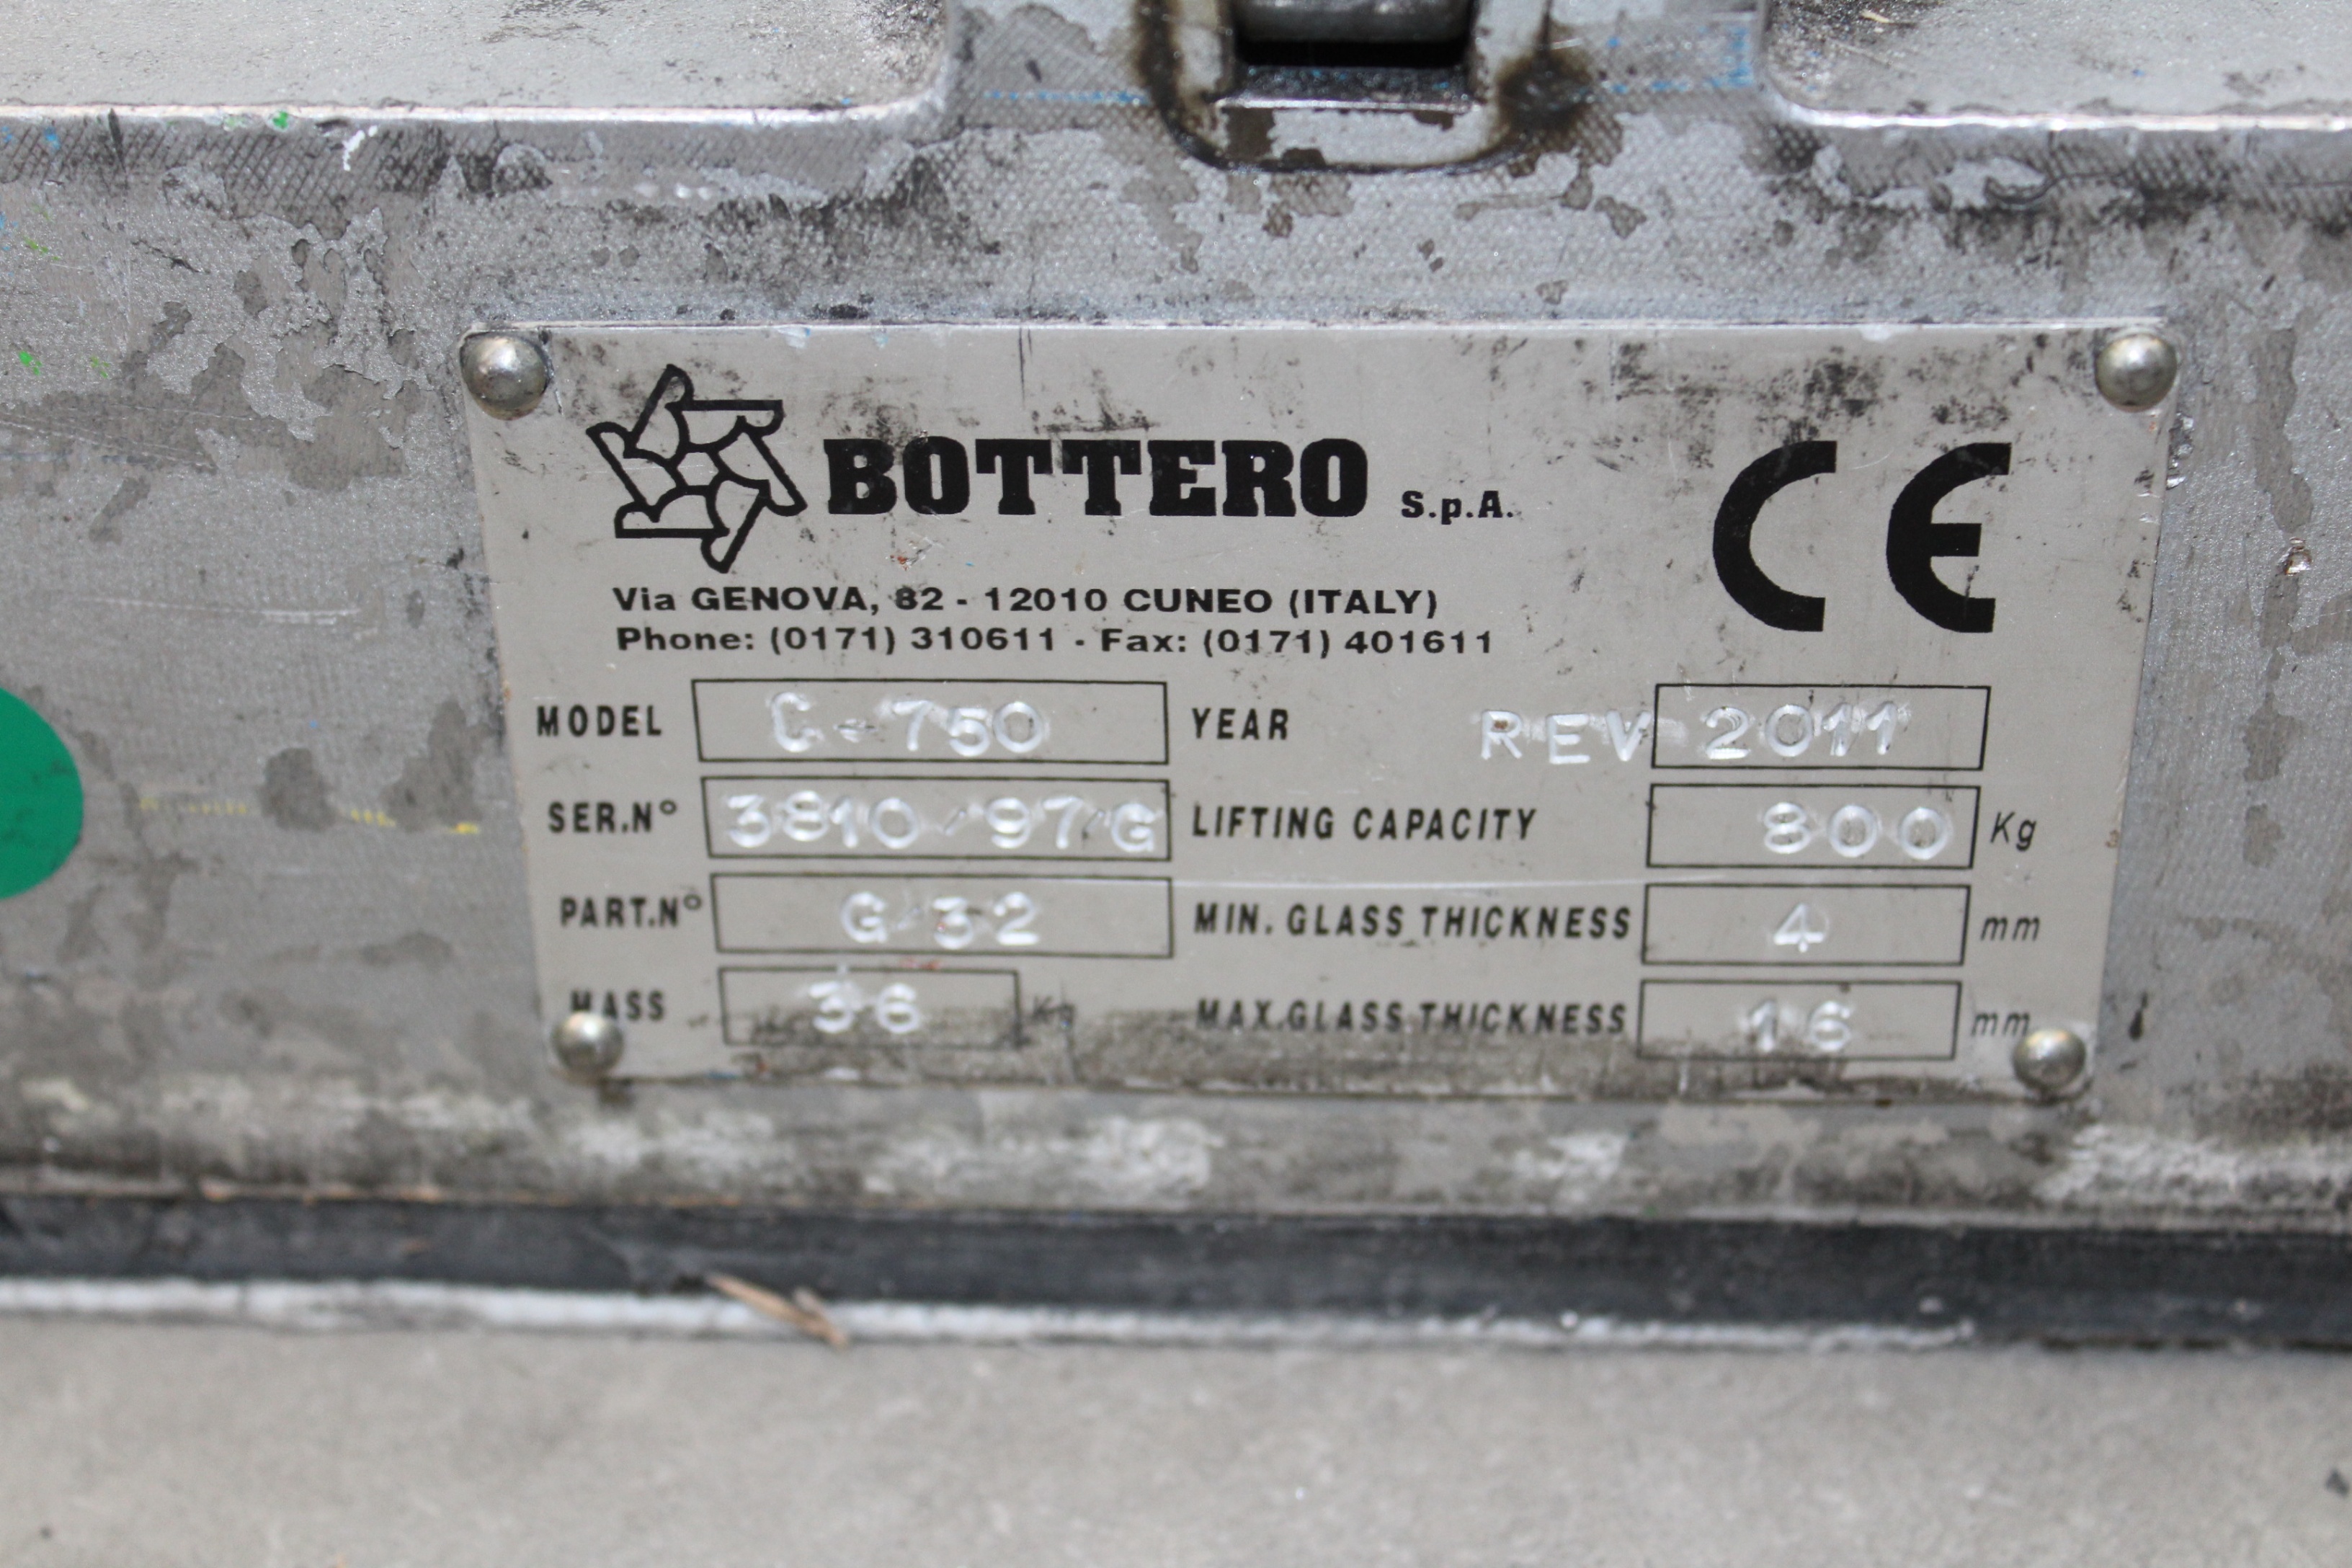 BOTTERO S.p.A.
CE
Via GENOVA, 82 - 12010 CUNEO (ITALY)
Phone: (0171) 310611 - Fax: (0171) 401611
MODEL C-750 YEAR REV 2011
SER.N° 3810/97/G LIFTING CAPACITY 800 Kg
PART.N° G-32 MIN. GLASS THICKNESS 4 mm
MASS 36 Kg MAX.GLASS THICKNESS 16 mm